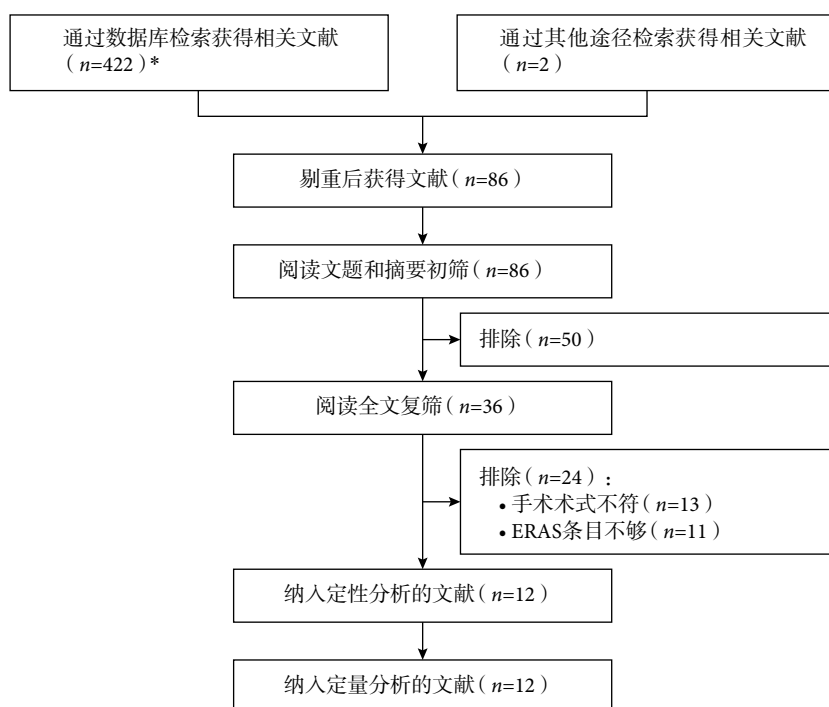 通过数据库检索获得相关文献
（n=422）*
通过其他途径检索获得相关文献
（n=2）
剔重后获得文献（n=86）
阅读文题和摘要初筛（n=86）
排除（n=50）
阅读全文复筛（n=36）
排除（n=24）：
• 手术术式不符（n=13）
• ERAS条目不够（n=11）
纳入定性分析的文献（n=12）
纳入定量分析的文献（n=12）